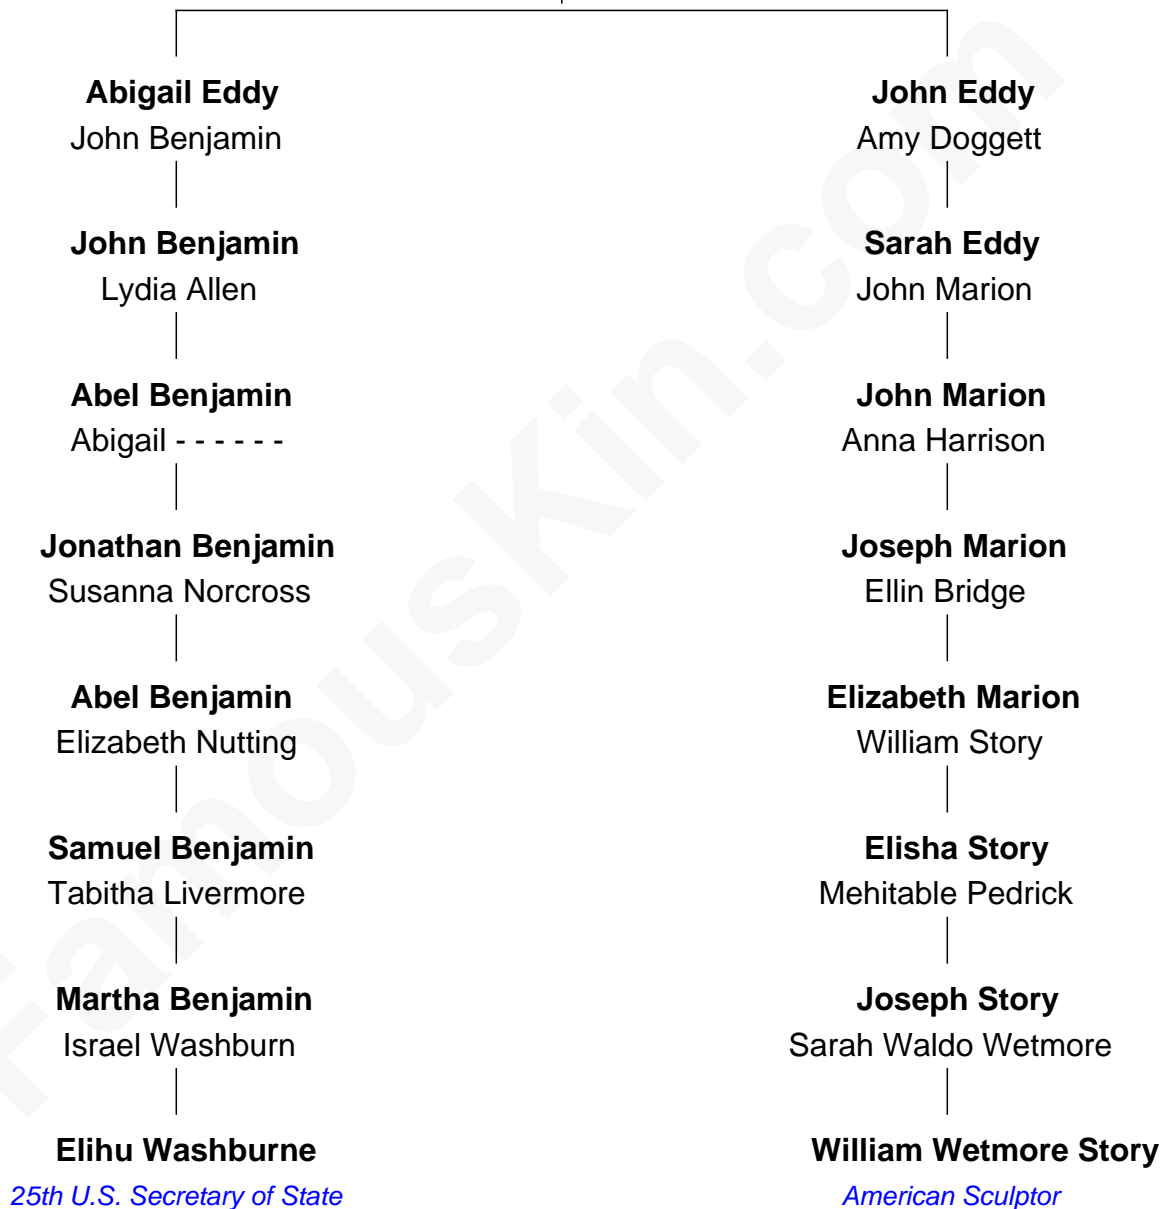 Abigail Eddy
John Benjamin
John Benjamin
Lydia Allen
Abel Benjamin
Abigail - - - - - -
Jonathan Benjamin
Susanna Norcross
Abel Benjamin
Elizabeth Nutting
Samuel Benjamin
Tabitha Livermore
Martha Benjamin
Israel Washburn
Elihu Washburne
25th U.S. Secretary of State
John Eddy
Amy Doggett
Sarah Eddy
John Marion
John Marion
Anna Harrison
Joseph Marion
Ellin Bridge
Elizabeth Marion
William Story
Elisha Story
Mehitable Pedrick
Joseph Story
Sarah Waldo Wetmore
William Wetmore Story
American Sculptor
FamousKin.com